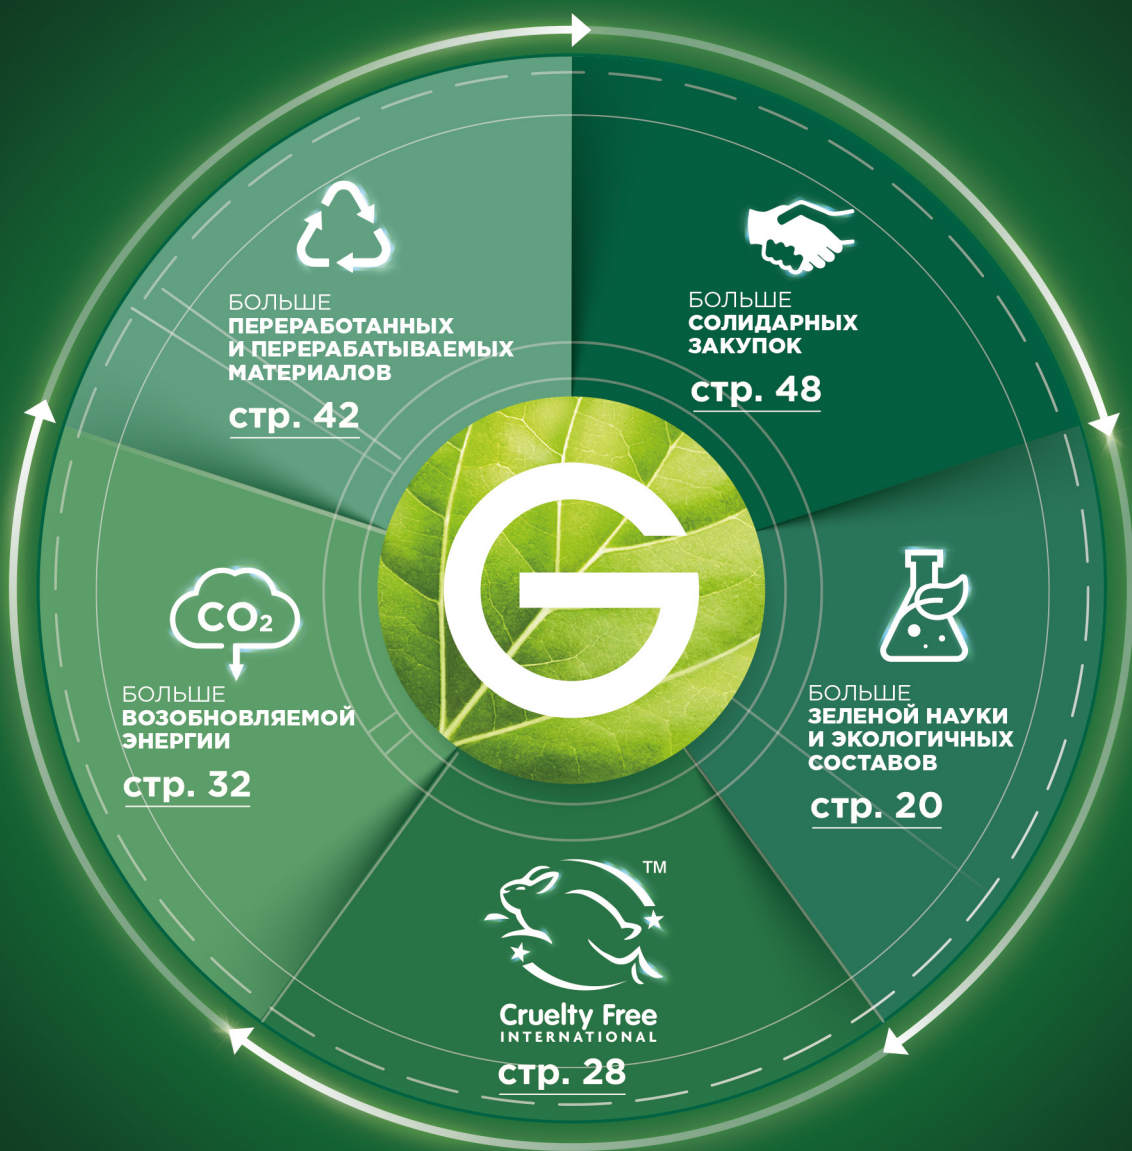 БОЛЬШЕ
ПЕРЕРАБОТАННЫХ
И ПЕРЕРАБАТЫВАЕМЫХ
МАТЕРИАЛОВ
стр. 42
БОЛЬШЕ
СОЛИДАРНЫХ
ЗАКУПОК
стр. 48
G
CO₂
БОЛЬШЕ
ВОЗОБНОВЛЯЕМОЙ
ЭНЕРГИИ
стр. 32
БОЛЬШЕ
ЗЕЛЕНОЙ НАУКИ
И ЭКОЛОГИЧНЫХ
СОСТАВОВ
стр. 20
TM
Cruelty Free
INTERNATIONAL
стр. 28